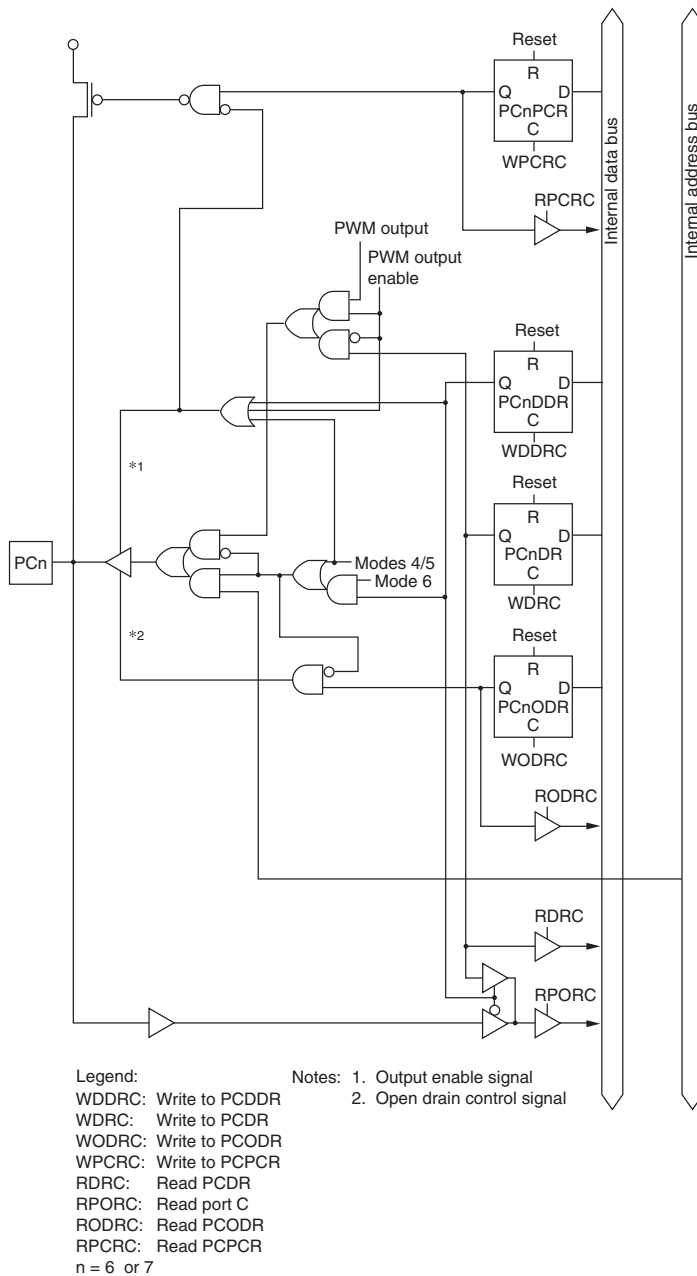 Reset
R
Q D
PCnPCR
C
WPCRC
RPCRC
Internal data bus
Internal address bus
PWM output
PWM output
enable
Reset
R
Q D
PCnDDR
C
WDDRC
*1
Reset
R
Q D
PCnDR
C
WDRC
PCn
Modes 4/5
Mode 6
*2
Reset
R
Q D
PCnODR
C
WODRC
RODRC
RDRC
RPORC
Legend:
WDDRC: Write to PCDDR
WDRC: Write to PCDR
WODRC: Write to PCODR
WPCRC: Write to PCPCR
RDRC: Read PCDR
RPORC: Read port C
RODRC: Read PCODR
RPCRC: Read PCPCR
n = 6 or 7
Notes: 1. Output enable signal
2. Open drain control signal